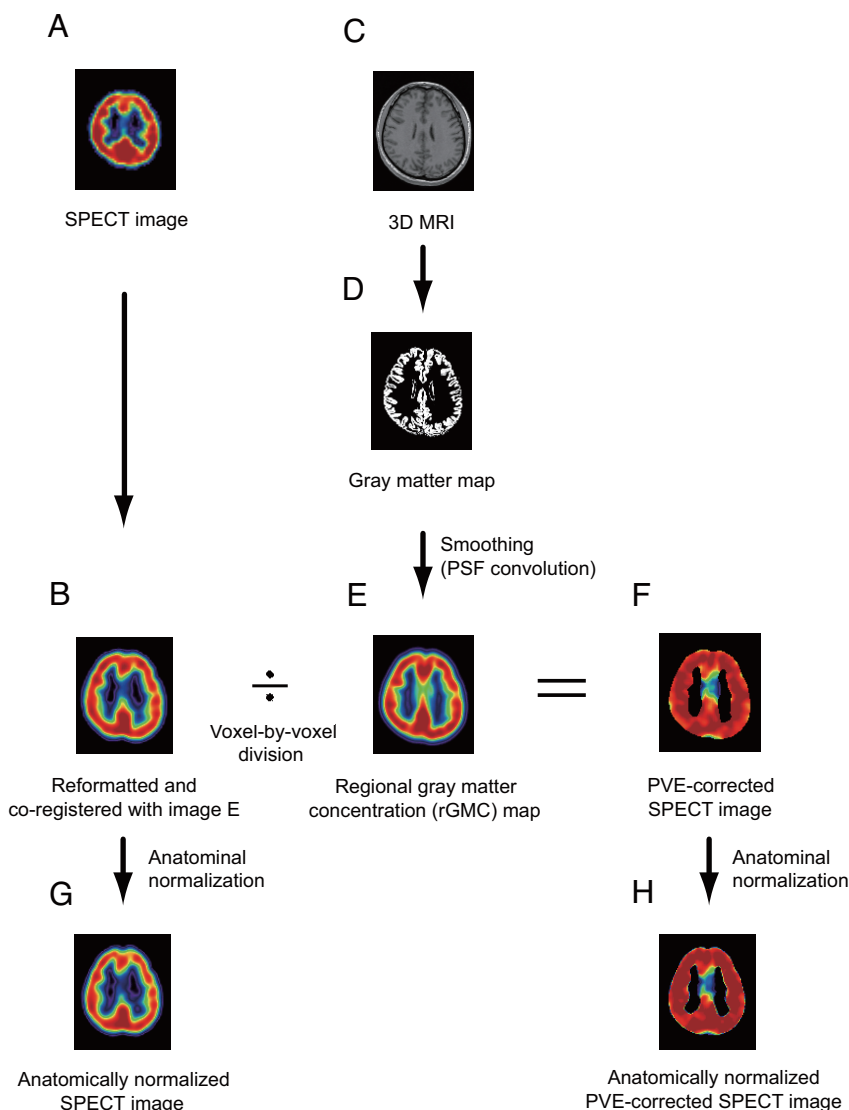 A
C
SPECT image
3D MRI
D
Gray matter map
Smoothing
(PSF convolution)
B
E
F
÷
=
Voxel-by-voxel
division
Reformatted and
co-registered with image E
Regional gray matter
concentration (rGMC) map
PVE-corrected
SPECT image
Anatominal
normalization
Anatominal
normalization
G
H
Anatomically normalized
SPECT image
Anatomically normalized
PVE-corrected SPECT image